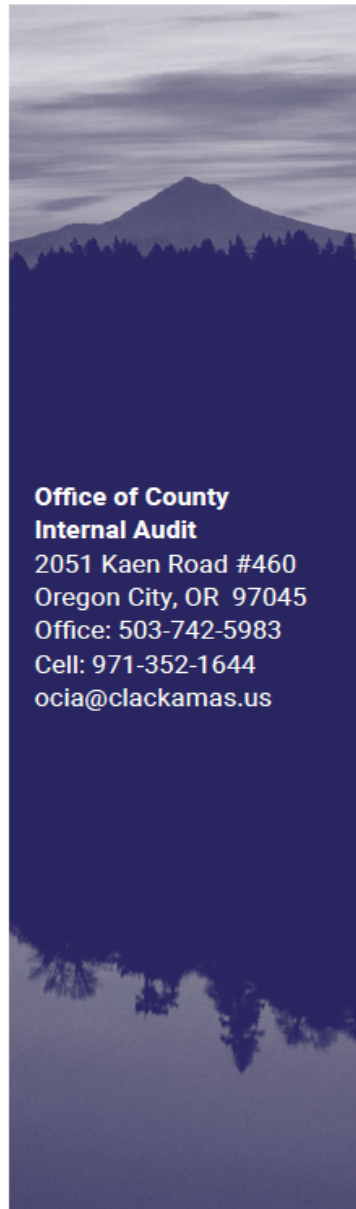 Office of County
Internal Audit
2051 Kaen Road #460
Oregon City, OR  97045
Office: 503-742-5983
Cell: 971-352-1644
ocia@clackamas.us